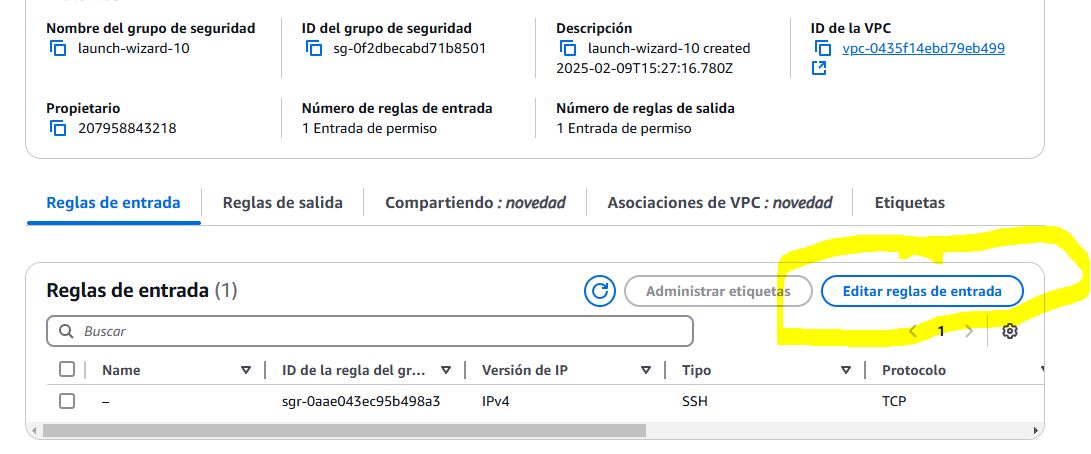 Nombre del grupo de seguridad
launch-wizard-10
ID del grupo de seguridad
sg-0f2dbecabd71b8501
Descripción
launch-wizard-10 created
2025-02-09T15:27:16.780Z
ID de la VPC
vpc-0435f14ebd79eb499
Propietario
207958843218
Número de reglas de entrada
1 Entrada de permiso
Número de reglas de salida
1 Entrada de permiso
Reglas de entrada
Reglas de salida
Compartiendo : novedad
Asociaciones de VPC : novedad
Etiquetas
Reglas de entrada (1)
Administrar etiquetas
Editar reglas de entrada
Buscar
1
Name
ID de la regla del gr...
Versión de IP
Tipo
Protocolo
–
sgr-0aae043ec95b498a3
IPv4
SSH
TCP